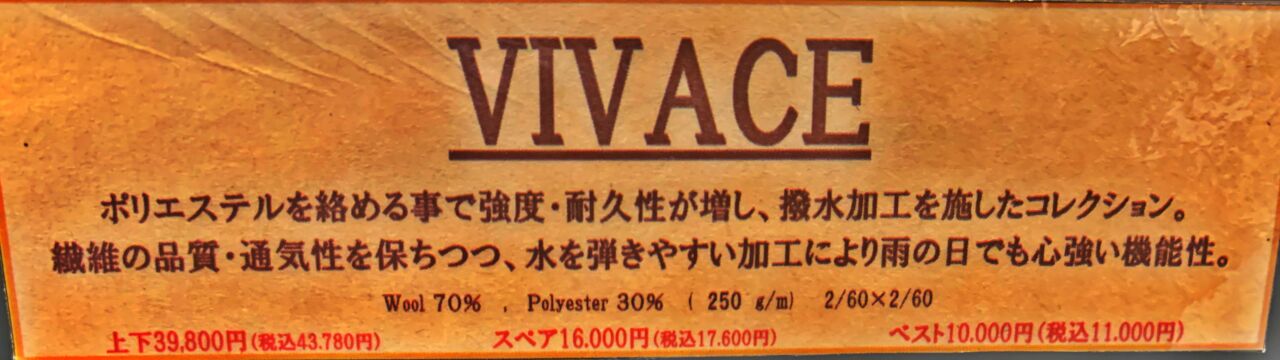 VIVACE
ポリエステルを絡める事で強度・耐久性が増し、撥水加工を施したコレクション。
繊維の品質・通気性を保ちつつ、水を弾きやすい加工により雨の日でも心強い機能性。
Wool 70% , Polyester 30% ( 250 g/m) 2/60×2/60
上下39,800円(税込43.780円) スペア16.000円(税込17.600円) ベスト10.000円(税込11.000円)